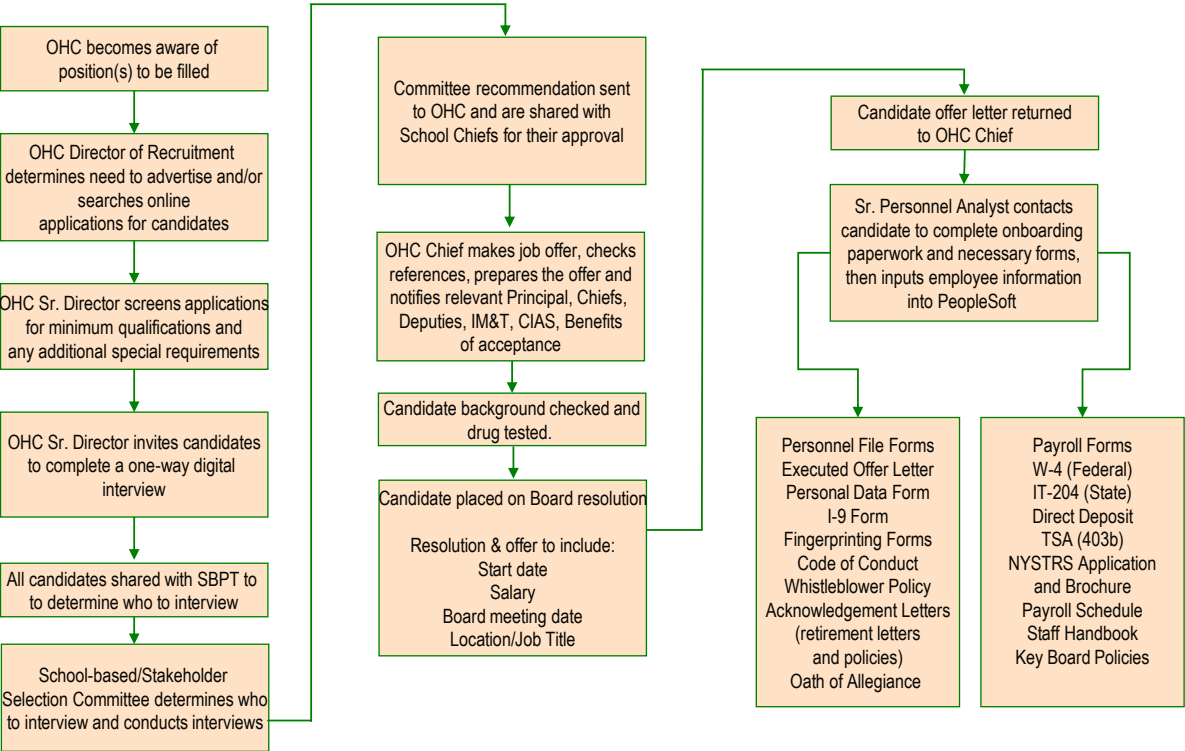 OHC becomes aware of
position(s) to be filled
OHC Director of Recruitment
determines need to advertise and/or
searches online
applications for candidates
OHC Sr. Director screens applications
for minimum qualifications and
any additional special requirements
OHC Sr. Director invites candidates
to complete a one-way digital
interview
All candidates shared with SBPT to
to determine who to interview
School-based/Stakeholder
Selection Committee determines who
to interview and conducts interviews
Committee recommendation sent
to OHC and are shared with
School Chiefs for their approval
OHC Chief makes job offer, checks
references, prepares the offer and
notifies relevant Principal, Chiefs,
Deputies, IM&T, CIAS, Benefits
of acceptance
Candidate background checked and
drug tested.
Candidate placed on Board resolution
Resolution & offer to include:
Start date
Salary
Board meeting date
Location/Job Title
Candidate offer letter returned
to OHC Chief
Sr. Personnel Analyst contacts
candidate to complete onboarding
paperwork and necessary forms,
then inputs employee information
into PeopleSoft
Personnel File Forms
Executed Offer Letter
Personal Data Form
I-9 Form
Fingerprinting Forms
Code of Conduct
Whistleblower Policy
Acknowledgement Letters
(retirement letters
and policies)
Oath of Allegiance
Payroll Forms
W-4 (Federal)
IT-204 (State)
Direct Deposit
TSA (403b)
NYSTRS Application
and Brochure
Payroll Schedule
Staff Handbook
Key Board Policies